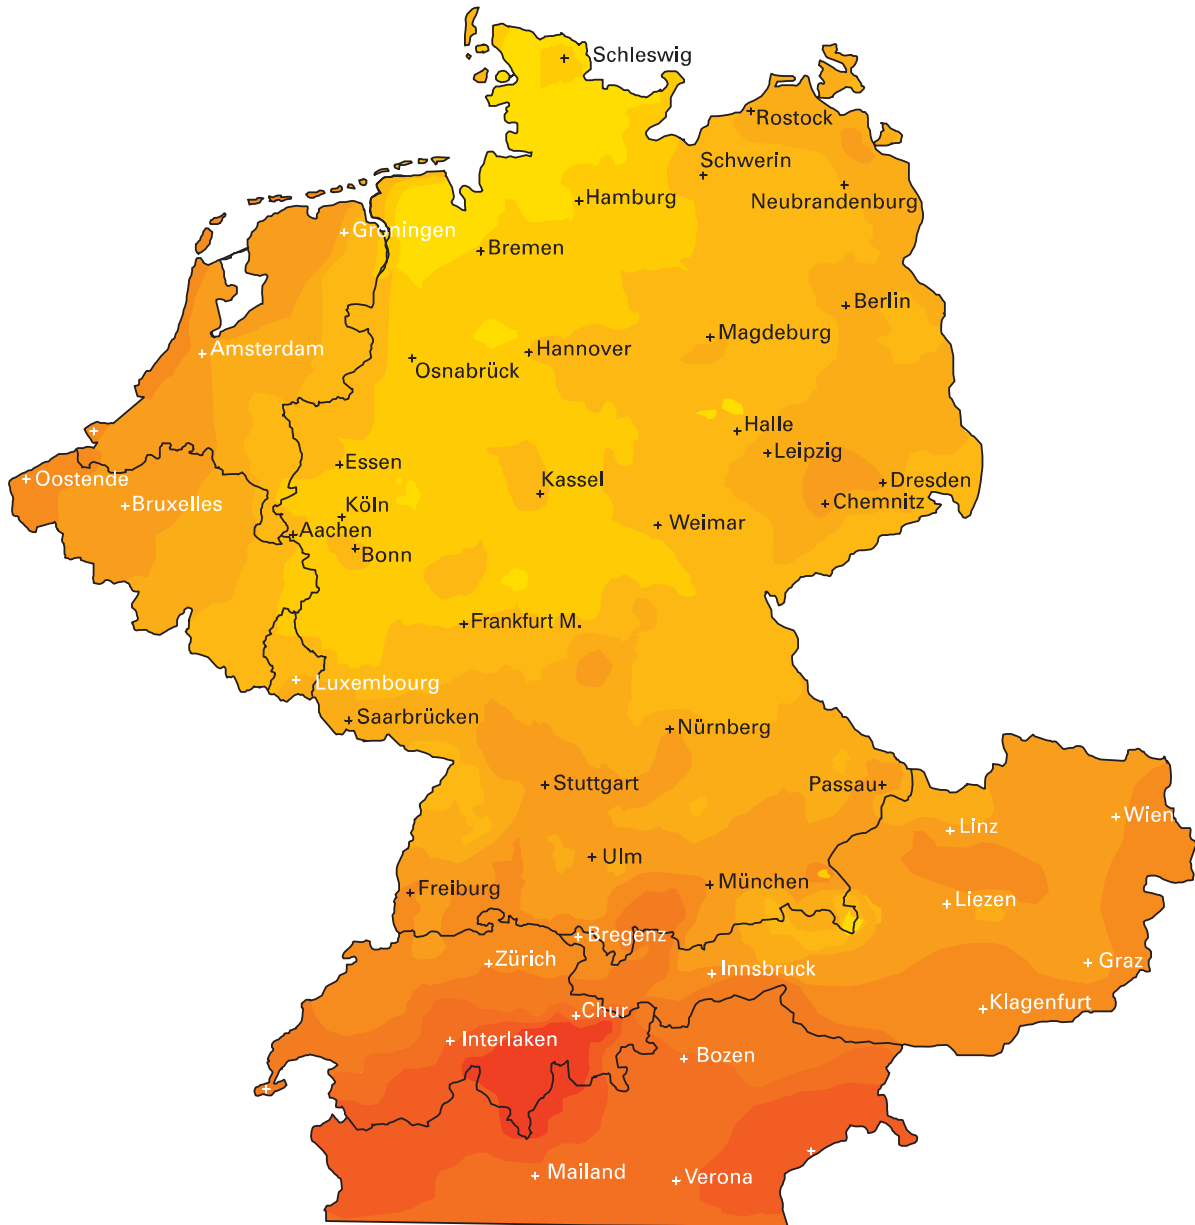 Schleswig
Rostock
Schwerin
Neubrandenburg
Hamburg
Groningen
Bremen
Berlin
Magdeburg
Amsterdam
Hannover
Osnabrück
Halle
Leipzig
Essen
Oostende
Kassel
Dresden
Bruxelles
Köln
Chemnitz
Weimar
Aachen
Bonn
Frankfurt M.
Luxembourg
Saarbrücken
Nürnberg
Stuttgart
Passau
Wien
Linz
Ulm
München
Freiburg
Liezen
Bregenz
Zürich
Innsbruck
Graz
Klagenfurt
Chur
Interlaken
Bozen
Mailand
Verona